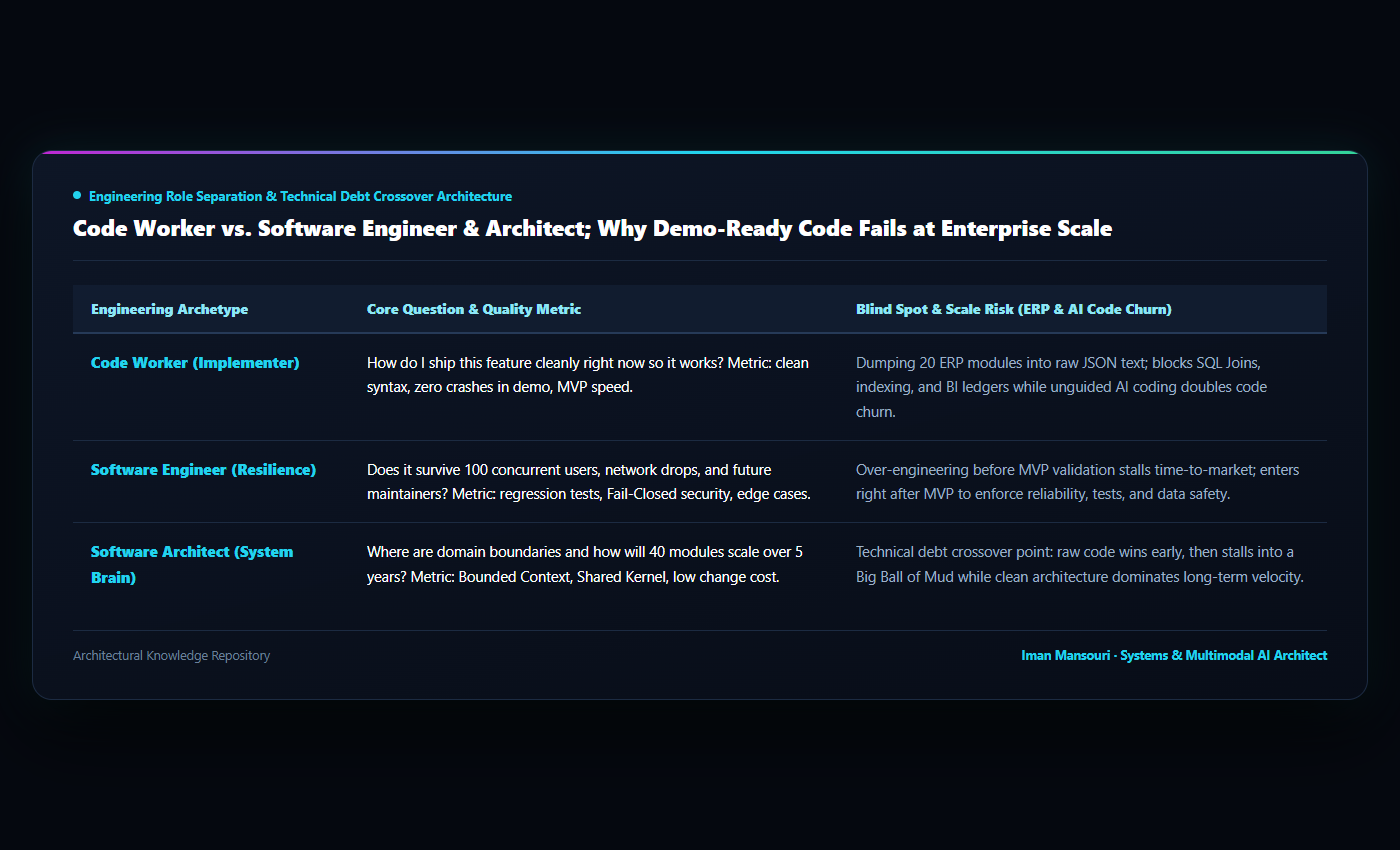 Engineering Role Separation & Technical Debt Crossover Architecture
Code Worker vs. Software Engineer & Architect; Why Demo-Ready Code Fails at Enterprise Scale
Engineering Archetype
Core Question & Quality Metric
Blind Spot & Scale Risk (ERP & AI Code Churn)
Code Worker (Implementer)
How do I ship this feature cleanly right now so it works? Metric: clean
syntax, zero crashes in demo, MVP speed.
Dumping 20 ERP modules into raw JSON text; blocks SQL Joins,
indexing, and BI ledgers while unguided AI coding doubles code
churn.
Software Engineer (Resilience)
Does it survive 100 concurrent users, network drops, and future
maintainers? Metric: regression tests, Fail-Closed security, edge cases.
Over-engineering before MVP validation stalls time-to-market; enters
right after MVP to enforce reliability, tests, and data safety.
Software Architect (System
Brain)
Where are domain boundaries and how will 40 modules scale over 5
years? Metric: Bounded Context, Shared Kernel, low change cost.
Technical debt crossover point: raw code wins early, then stalls into a
Big Ball of Mud while clean architecture dominates long-term velocity.
Architectural Knowledge Repository
Iman Mansouri · Systems & Multimodal AI Architect